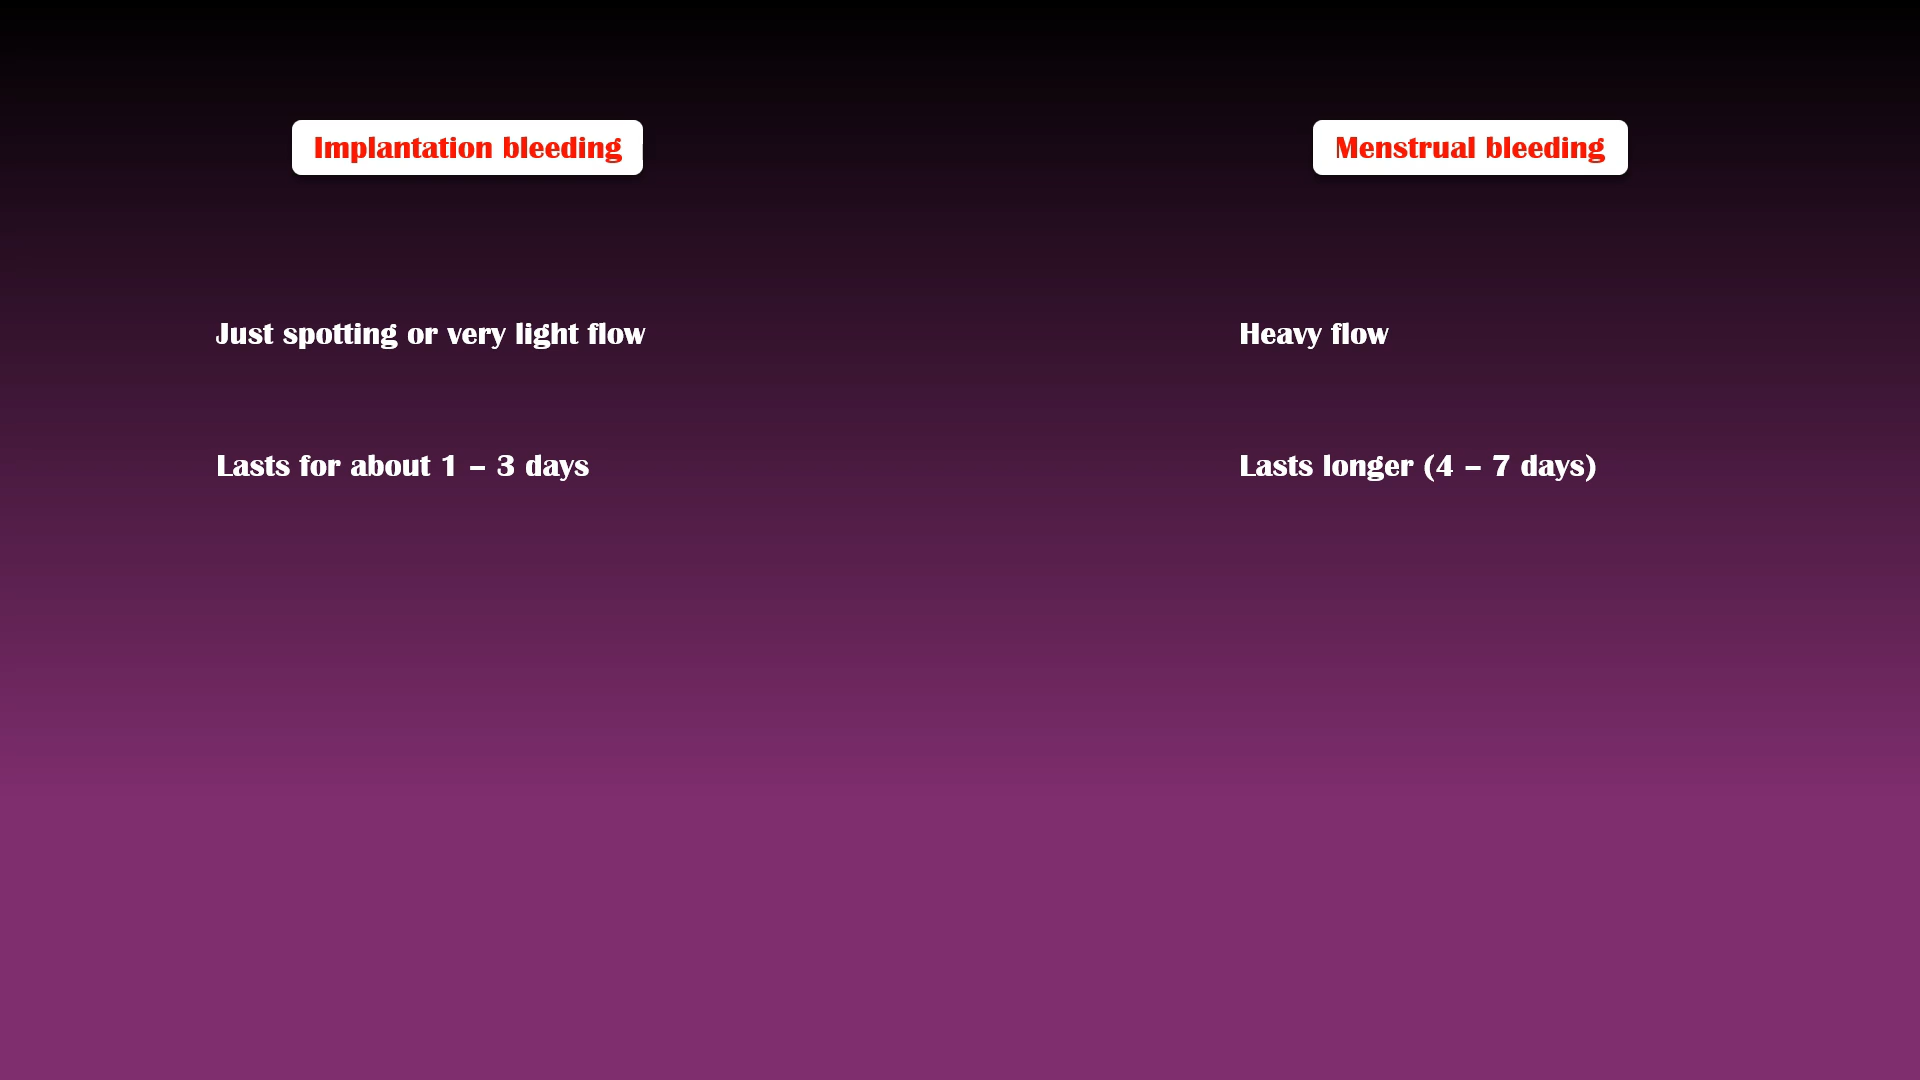 Implantation bleeding
Menstrual bleeding
Just spotting or very light flow
Heavy flow
Lasts for about 1 – 3 days
Lasts longer (4 – 7 days)